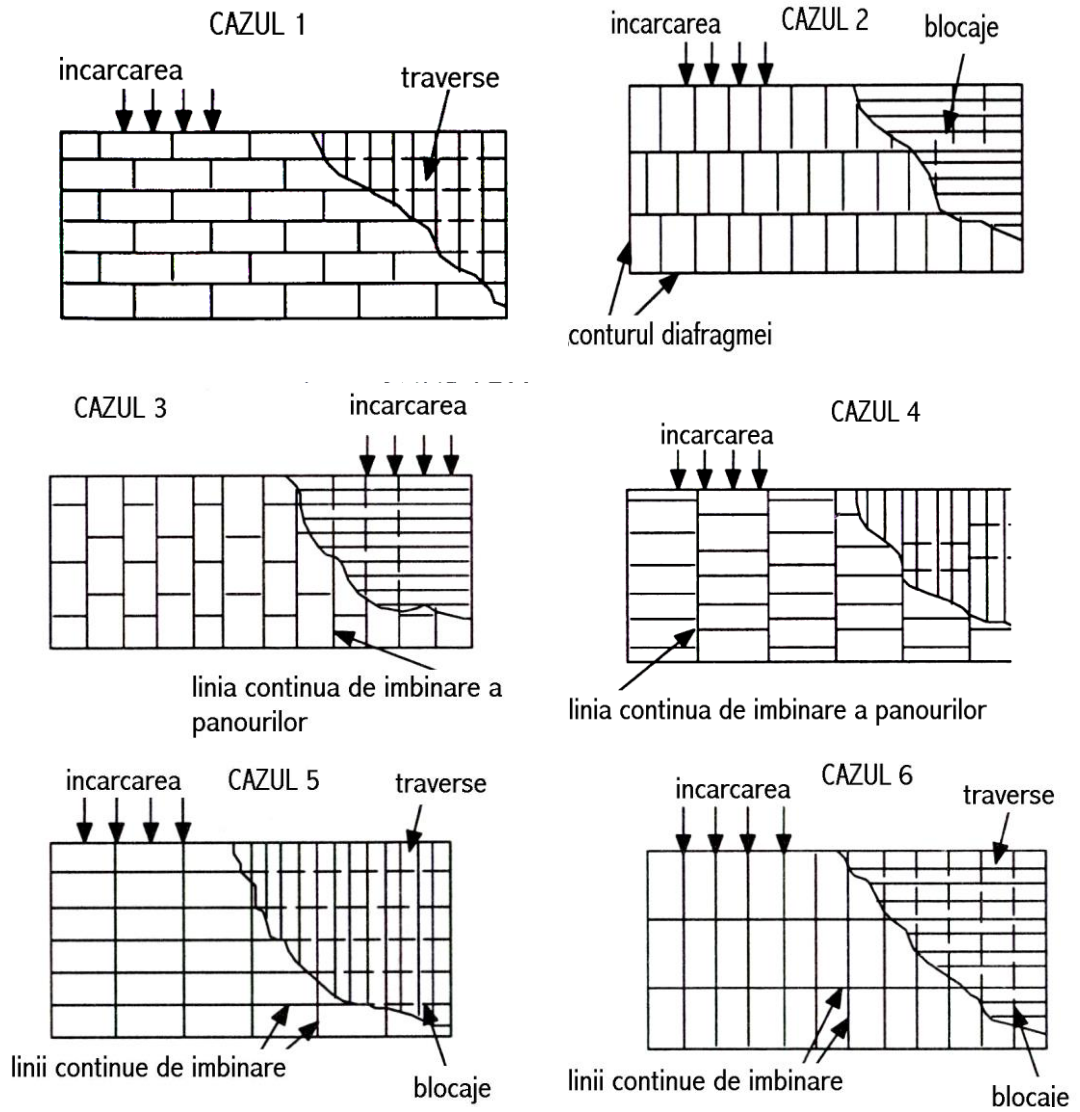 CAZUL 1
incarcarea
traverse
CAZUL 2
incarcarea
blocaje
conturul diafragmei
CAZUL 3
incarcarea
linia continua de imbinare a
panourilor
CAZUL 4
incarcarea
linia continua de imbinare a panourilor
incarcarea
CAZUL 5
traverse
linii continue de imbinare
blocaje
CAZUL 6
incarcarea
traverse
linii continue de imbinare
blocaje